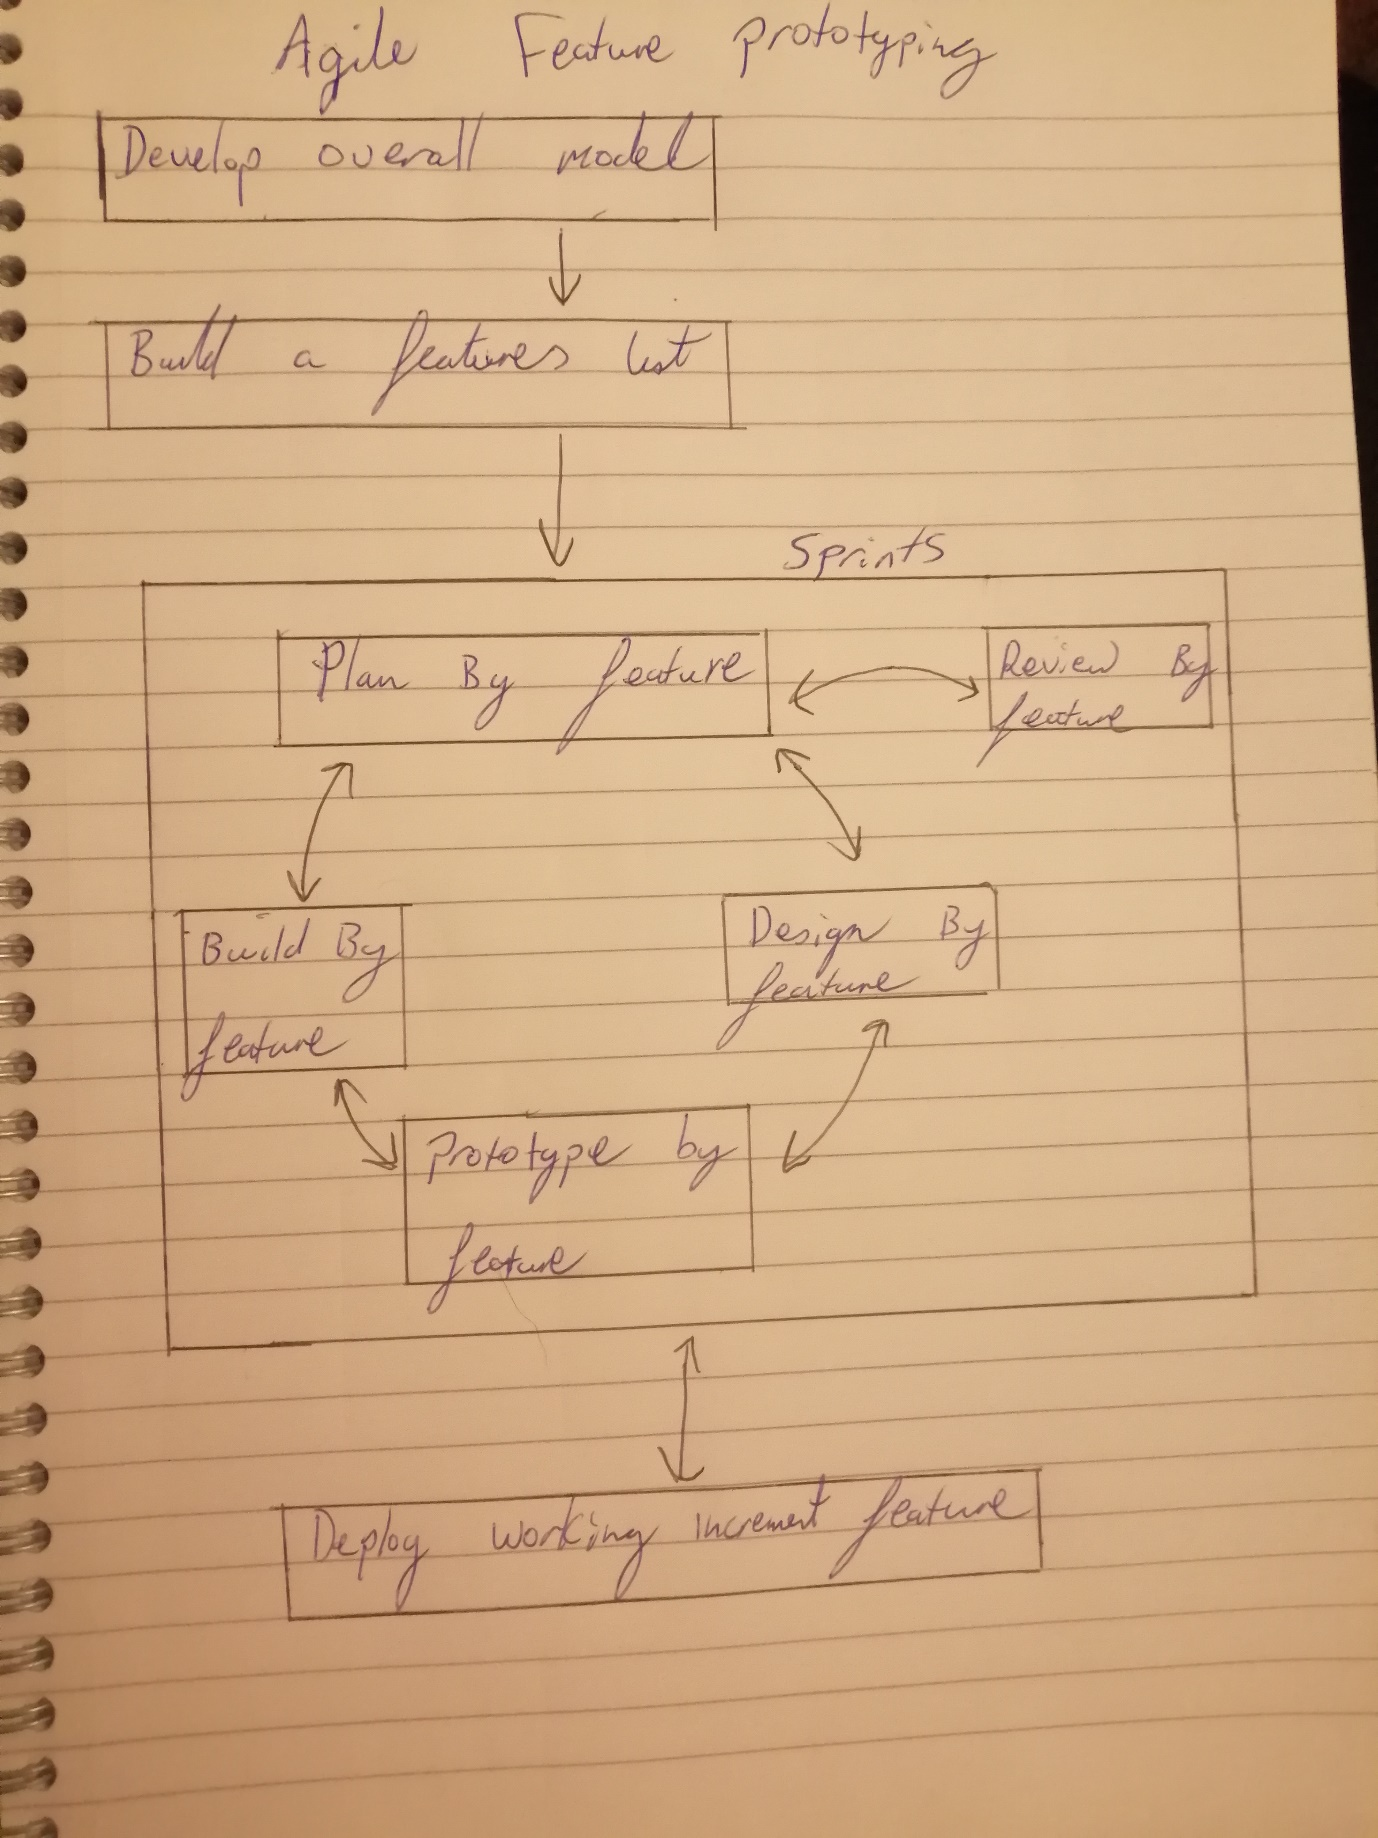 Agile Feature prototyping
Develop overall model
Build a features list
Sprints
Plan By feature
Review By
feature
Build By
feature
Design By
feature
Prototype by
feature
Deploy working increment feature